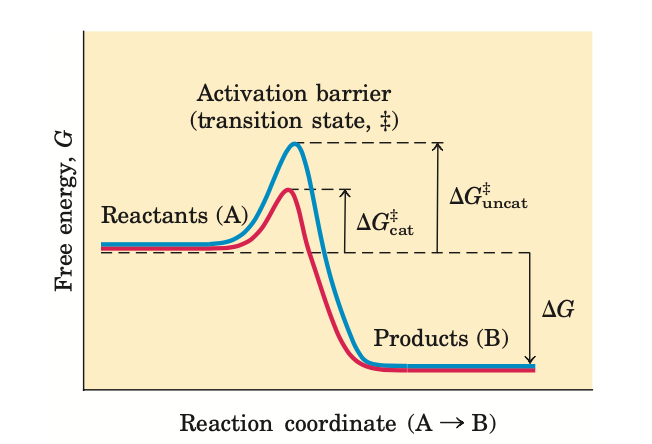 Activation barrier
(transition state, ‡)
Reactants (A)
ΔG‡uncat
ΔG‡cat
ΔG
Products (B)
Free energy, G
Reaction coordinate (A → B)